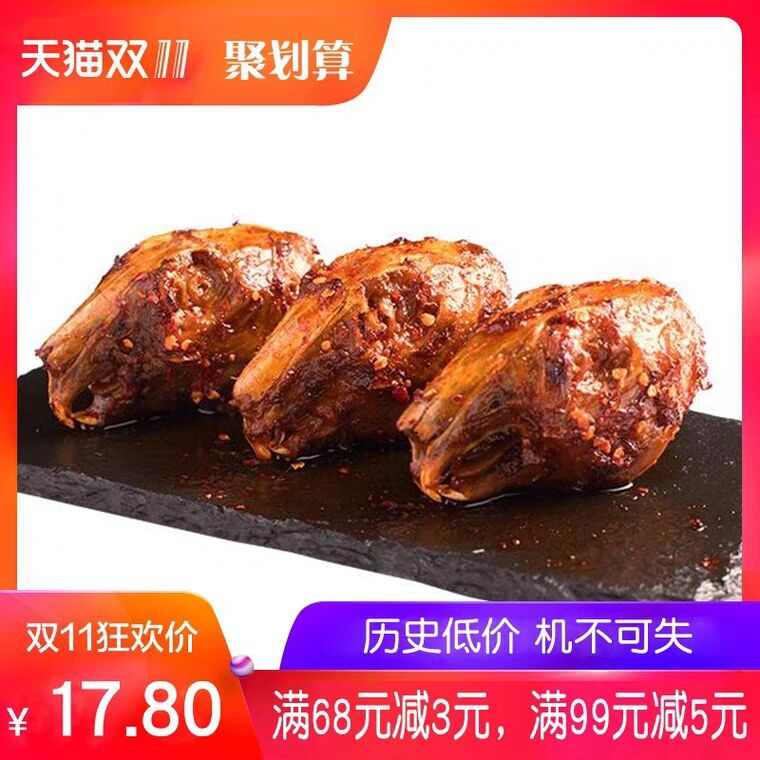 天猫双11 聚划算
双11狂欢价
¥ 17.80
历史低价 机不可失
满68元减3元，满99元减5元